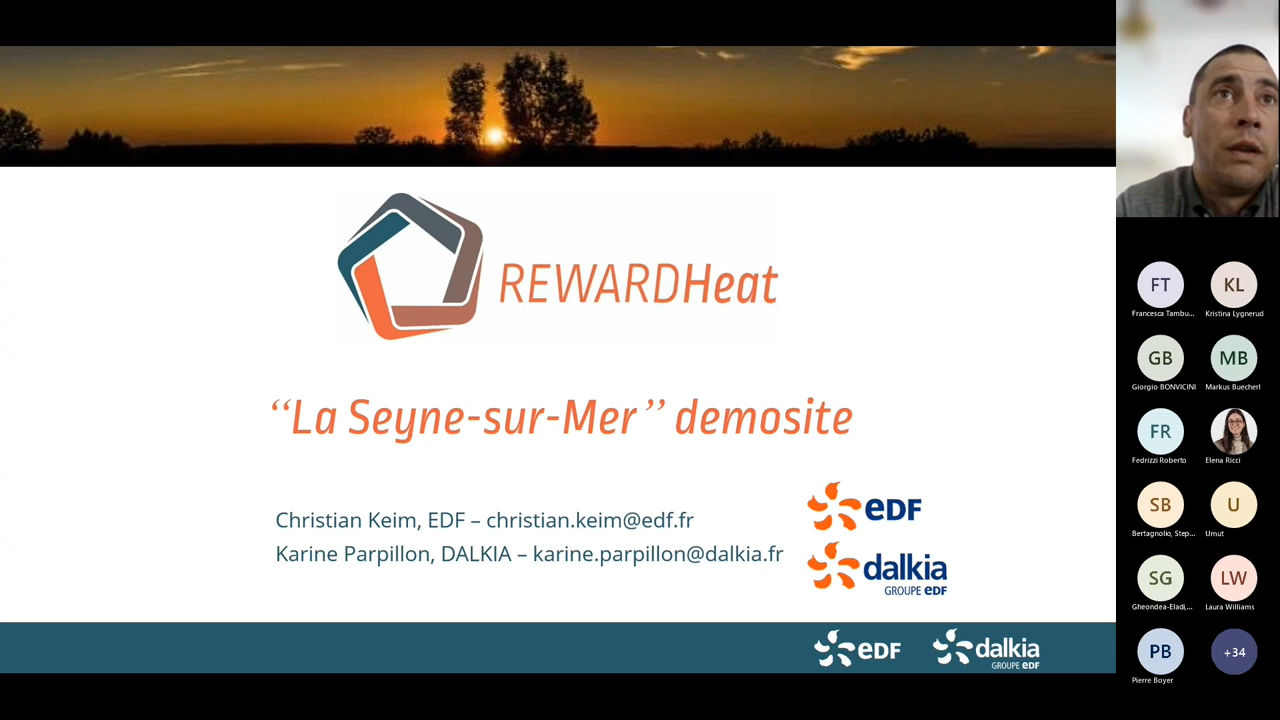 REWARDHeat
“La Seyne-sur-Mer” demosite
Christian Keim, EDF – christian.keim@edf.fr
Karine Parpillon, DALKIA – karine.parpillon@dalkia.fr
eDF
dalkia
GROUPE eDF
eDF
dalkia
GROUPE eDF
FT
KL
Francesca Tambu...
Kristina Lygnerud
GB
MB
Giorgio BONVICINI
Markus Buecherl
FR
Fedrizzi Roberto
Elena Ricci
SB
U
Bertagnolio, Step...
Umut
SG
LW
Gheondea-Eladi,...
Laura Williams
PB
+34
Pierre Boyer